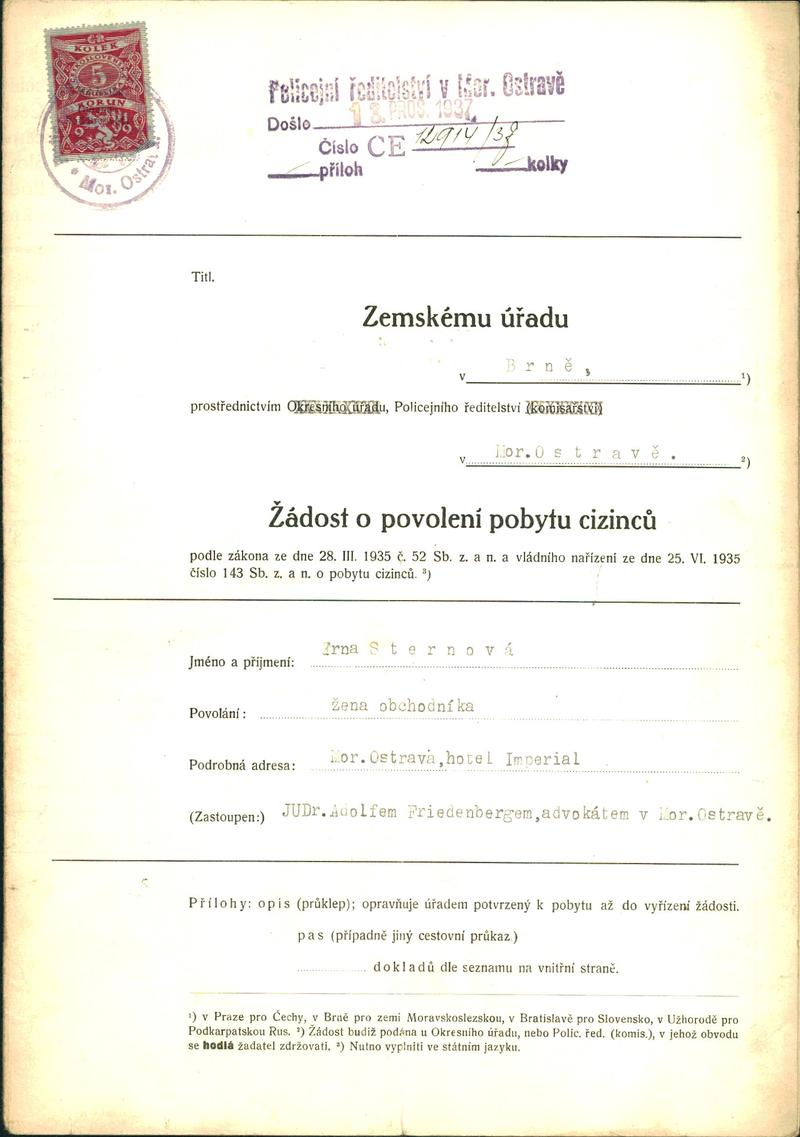 KOLEK
5
KORUN
1919
Mor. Ostrav
Policejní ředitelství v Mor. Ostravě
Došlo 18. PROS. 1937
Číslo CE 12914/37
příloh kolky
Titl.
Zemskému úřadu
v Brně, ¹)
prostřednictvím Okresního úřadu, Policejního ředitelství (komisařství)
v Mor.Ostravě. ²)
Žádost o povolení pobytu cizinců
podle zákona ze dne 28. III. 1935 č. 52 Sb. z. a n. a vládního nařízení ze dne 25. VI. 1935
číslo 143 Sb. z. a n. o pobytu cizinců. ³)
Jméno a příjmení: Erna Sternová
Povolání: žena obchodníka
Podrobná adresa: Mor.Ostrava,hotel Imperial
(Zastoupen:) JUDr.Adolfem Friedenbergem,advokátem v Mor.Ostravě.
Přílohy: opis (průklep); opravňuje úřadem potvrzený k pobytu až do vyřízení žádosti.
pas (případně jiný cestovní průkaz.)
dokladů dle seznamu na vnitřní straně.
¹) v Praze pro Čechy, v Brně pro zemi Moravskoslezskou, v Bratislavě pro Slovensko, v Užhorodě pro
Podkarpatskou Rus. ²) Žádost budiž podána u Okresního úřadu, nebo Polic. řed. (komis.), v jehož obvodu
se hodlá žadatel zdržovati. ³) Nutno vyplniti ve státním jazyku.